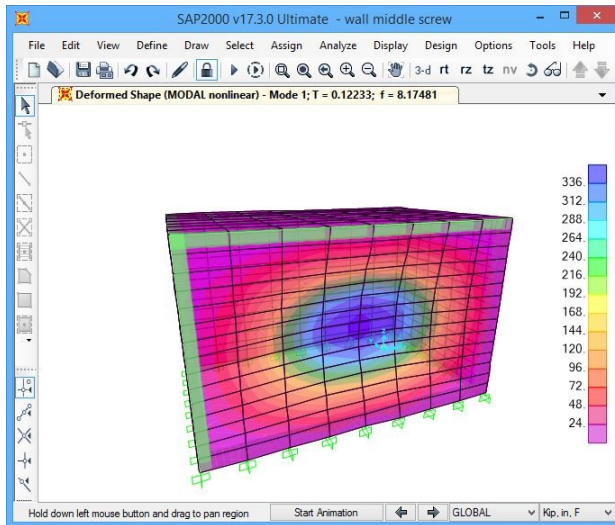 SAP2000 v17.3.0 Ultimate - wall middle screw
File Edit View Define Draw Select Assign Analyze Display Design Options Tools Help
3-d rt rz tz nv
Deformed Shape (MODAL nonlinear) - Mode 1; T = 0.12233; f = 8.17481
336.
312.
288.
264.
240.
216.
192.
168.
144.
120.
96.
72.
48.
24.
Hold down left mouse button and drag to pan region Start Animation GLOBAL Kip, in, F